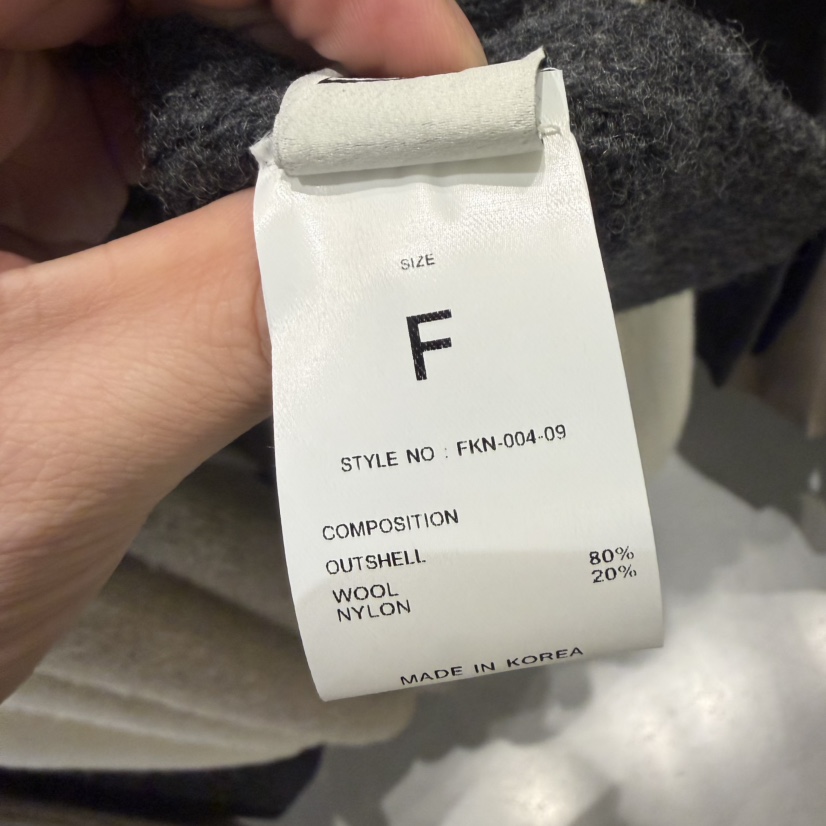 SIZE
F
STYLE NO : FKN-004-09
COMPOSITION
OUTSHELL
WOOL 80%
NYLON 20%
MADE IN KOREA